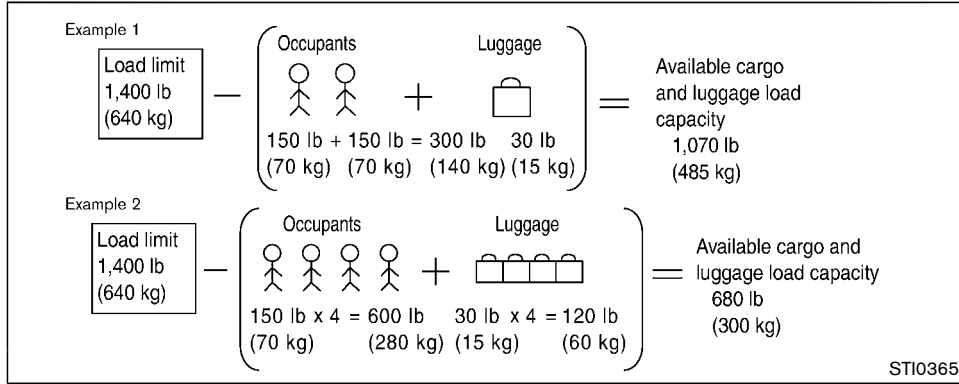 Example 1
Load limit
1,400 lb
(640 kg)
−
Occupants
+
Luggage
150 lb + 150 lb = 300 lb 30 lb
(70 kg) (70 kg) (140 kg) (15 kg)
=
Available cargo
and luggage load
capacity
1,070 lb
(485 kg)
Example 2
Load limit
1,400 lb
(640 kg)
−
Occupants
+
Luggage
150 lb x 4 = 600 lb 30 lb x 4 = 120 lb
(70 kg) (280 kg) (15 kg) (60 kg)
=
Available cargo and
luggage load capacity
680 lb
(300 kg)
STI0365